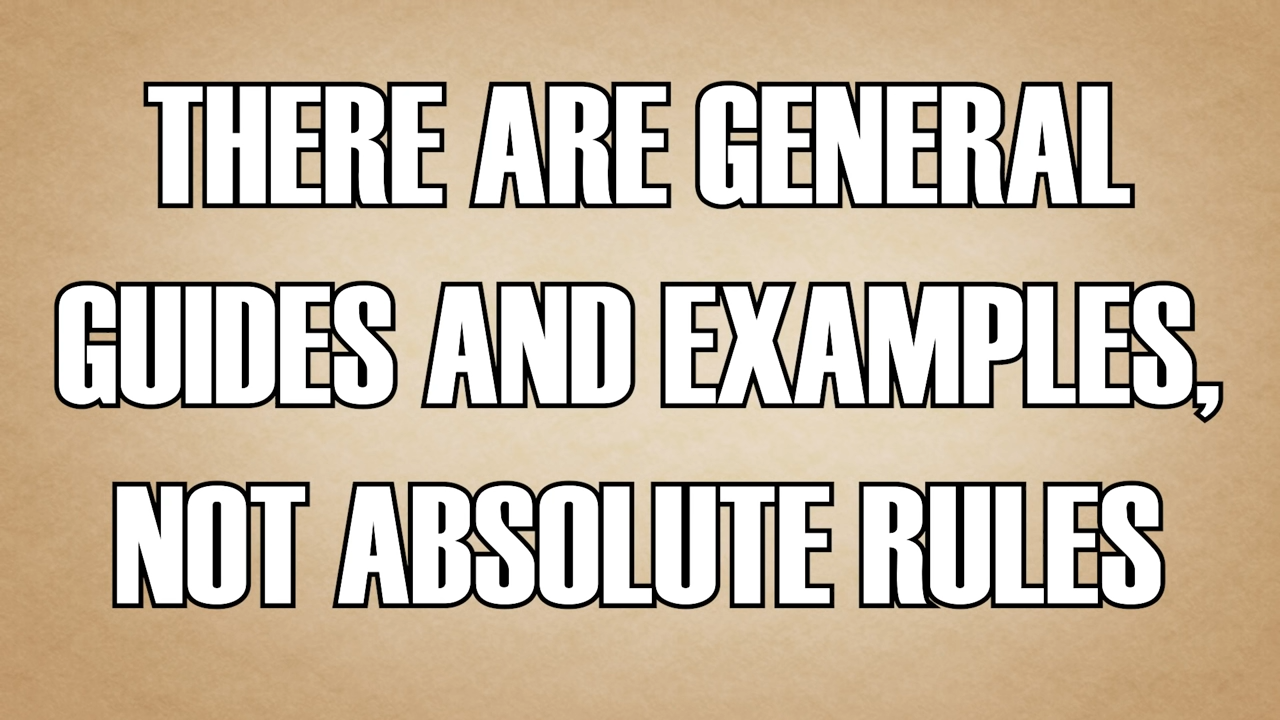 THERE ARE GENERAL
GUIDES AND EXAMPLES,
NOT ABSOLUTE RULES